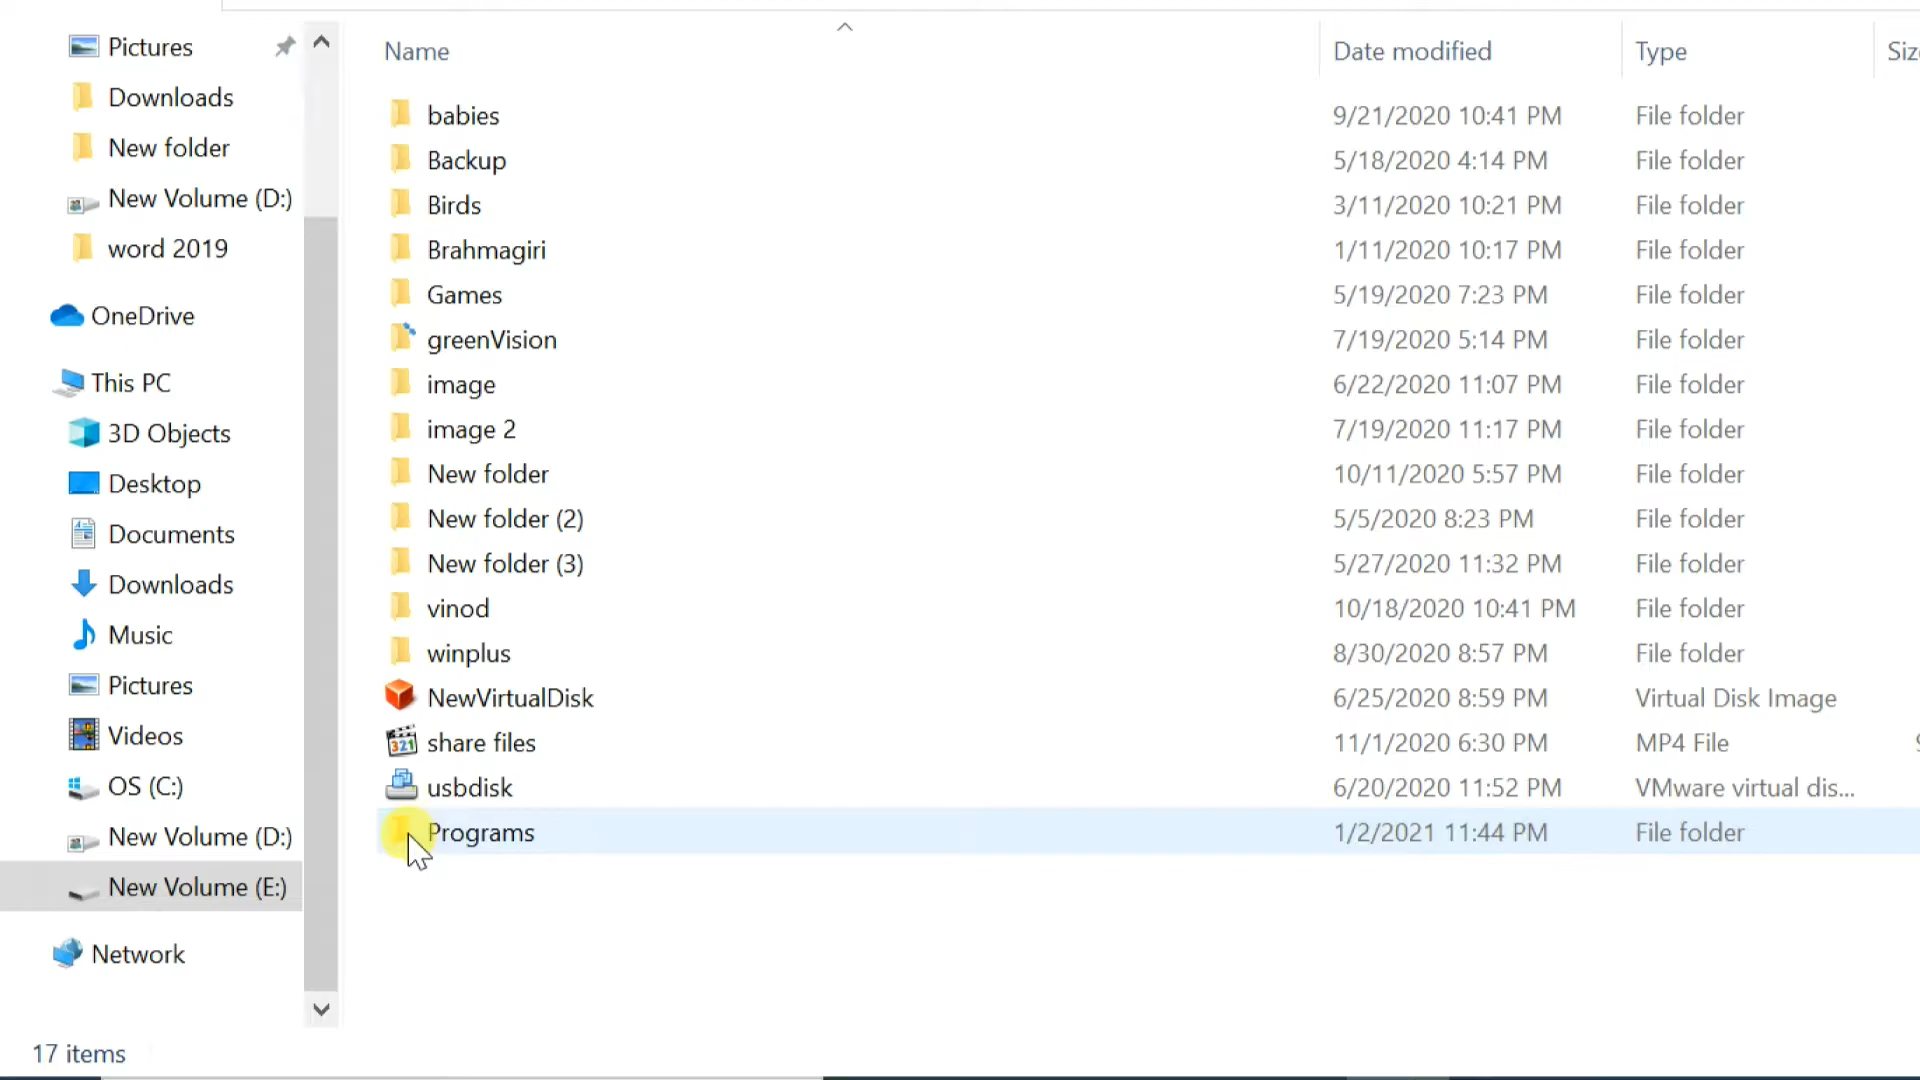 Pictures
Downloads
New folder
New Volume (D:)
word 2019
OneDrive
This PC
3D Objects
Desktop
Documents
Downloads
Music
Pictures
Videos
OS (C:)
New Volume (D:)
New Volume (E:)
Network
17 items
Name Date modified Type Siz
babies 9/21/2020 10:41 PM File folder
Backup 5/18/2020 4:14 PM File folder
Birds 3/11/2020 10:21 PM File folder
Brahmagiri 1/11/2020 10:17 PM File folder
Games 5/19/2020 7:23 PM File folder
greenVision 7/19/2020 5:14 PM File folder
image 6/22/2020 11:07 PM File folder
image 2 7/19/2020 11:17 PM File folder
New folder 10/11/2020 5:57 PM File folder
New folder (2) 5/5/2020 8:23 PM File folder
New folder (3) 5/27/2020 11:32 PM File folder
vinod 10/18/2020 10:41 PM File folder
winplus 8/30/2020 8:57 PM File folder
NewVirtualDisk 6/25/2020 8:59 PM Virtual Disk Image
share files 11/1/2020 6:30 PM MP4 File
usbdisk 6/20/2020 11:52 PM VMware virtual dis...
Programs 1/2/2021 11:44 PM File folder